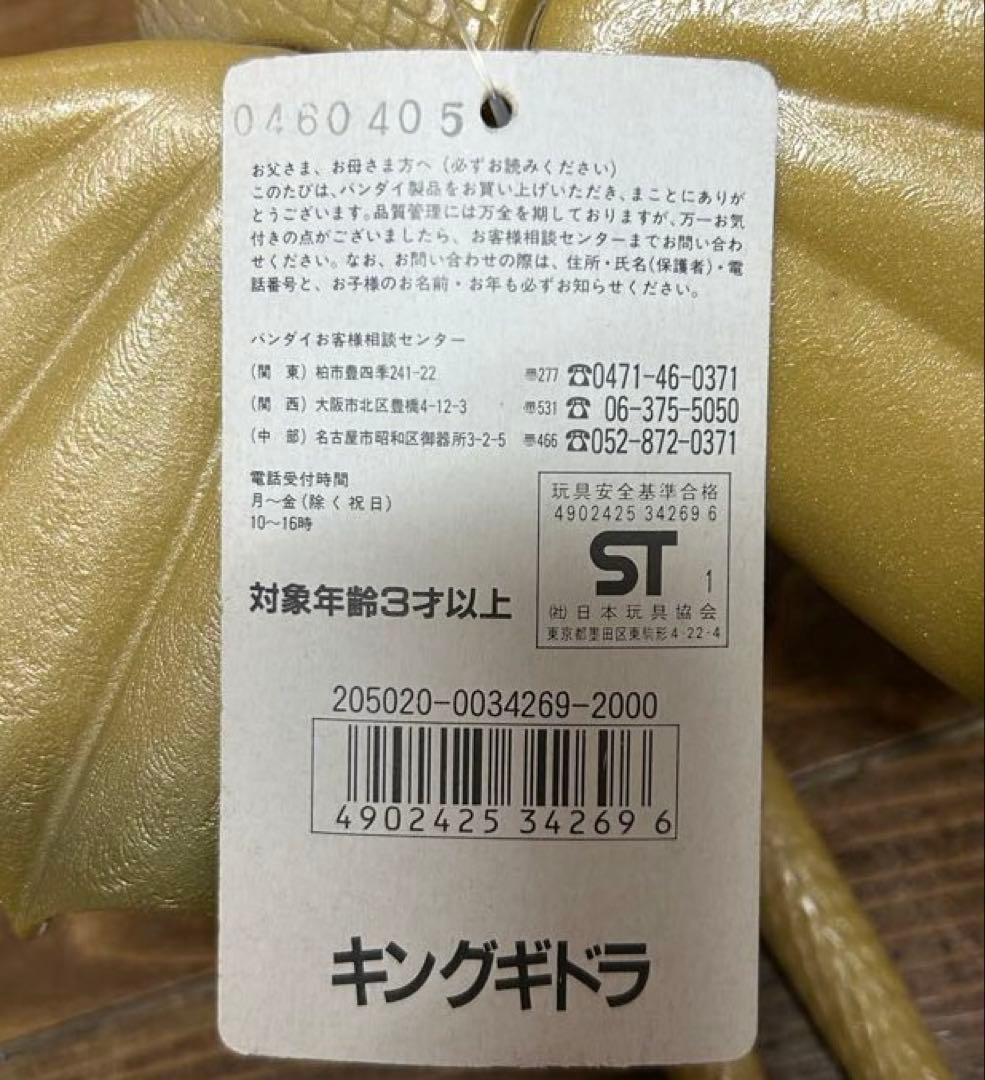 0460405
お父さま、お母さま方へ（必ずお読みください）
このたびは、バンダイ製品をお買い上げいただき、まことにありが
とうございます。品質管理には万全を期しておりますが、万一お気
付きの点がございましたら、お客様相談センターまでお問い合わ
せください。なお、お問い合わせの際は、住所・氏名(保護者)・電
話番号と、お子様のお名前・お年も必ずお知らせください。
バンダイお客様相談センター
(関 東) 柏市豊四季241-22 〠277 ☎0471-46-0371
(関 西) 大阪市北区豊崎4-12-3 〠531 ☎ 06-375-5050
(中 部) 名古屋市昭和区御器所3-2-5 〠466 ☎052-872-0371
電話受付時間
月～金(除く祝日)
10～16時
玩具安全基準合格
4902425 34269 6
ST 1
㈳日本玩具協会
東京都墨田区東駒形4-22-4
対象年齢3才以上
205020-0034269-2000
4902425 342696
キングギドラ